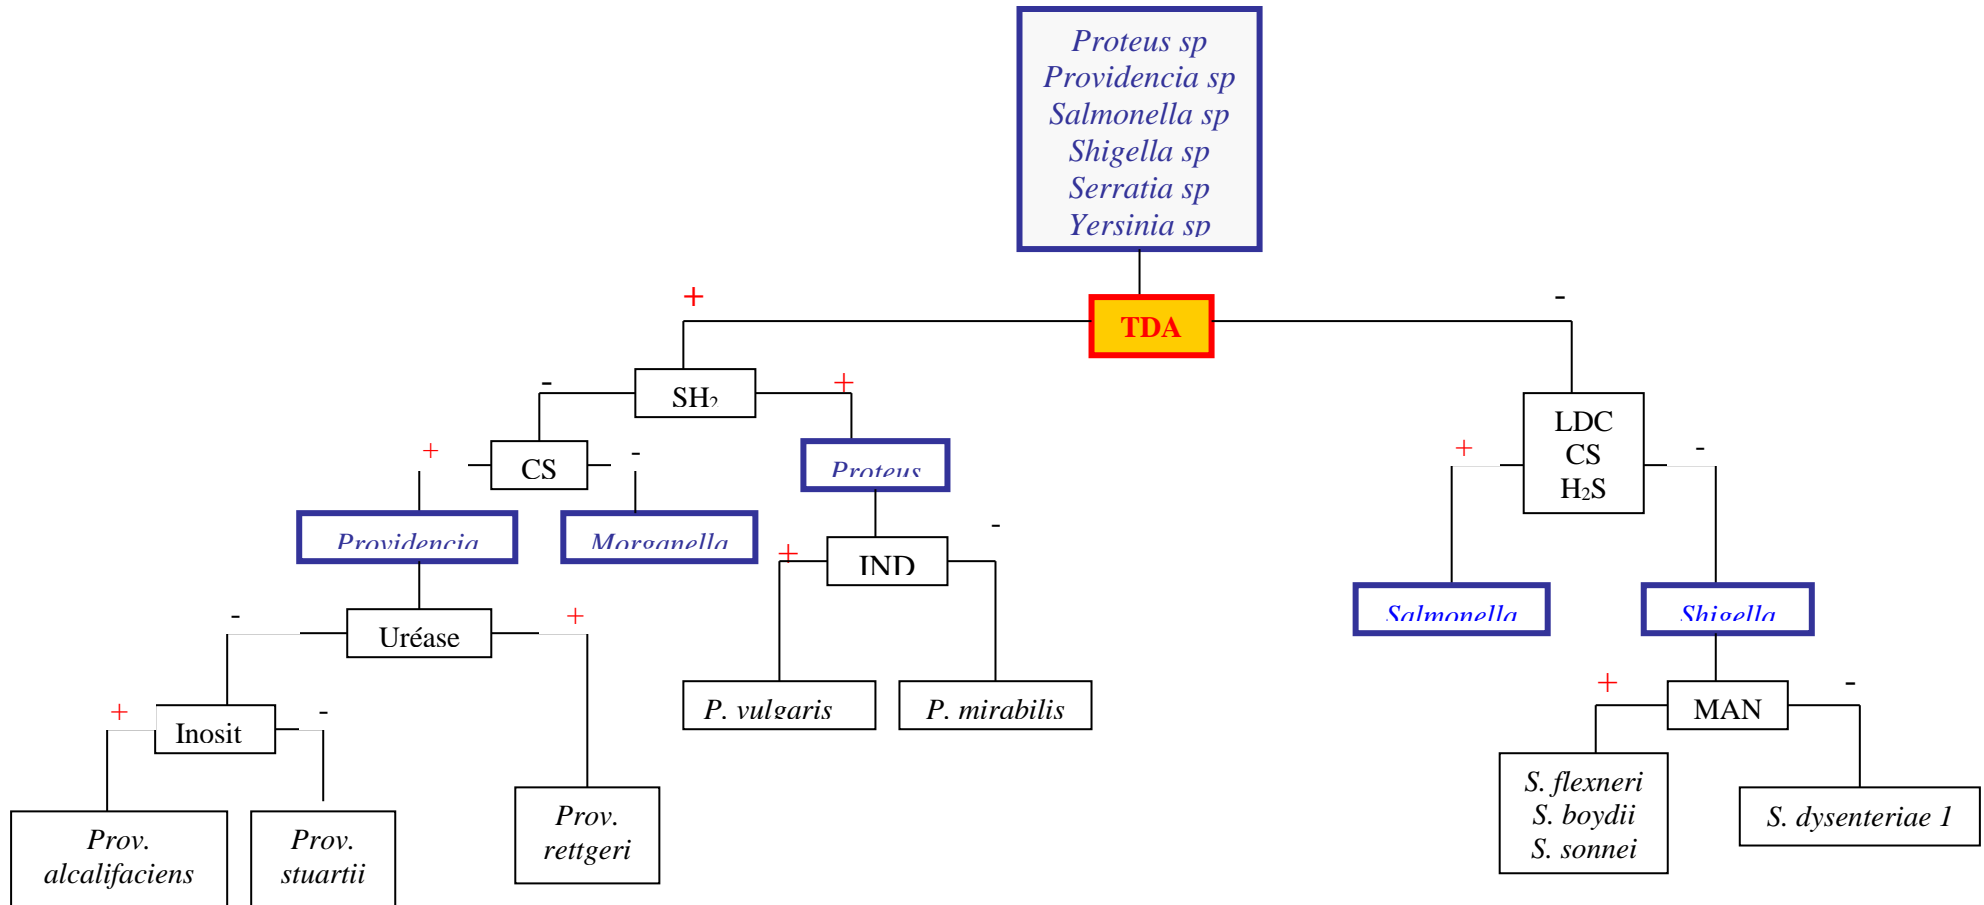 Proteus sp
Providencia sp
Salmonella sp
Shigella sp
Serratia sp
Yersinia sp
+
-
TDA
-
SH₂
+
LDC
CS
H₂S
+
-
+
CS
-
Proteus
Providencia
Morganella
+
IND
-
Salmonella
Shigella
-
Uréase
+
P. vulgaris
P. mirabilis
+
MAN
-
+
Inosit
-
Prov.
alcalifaciens
Prov.
stuartii
Prov.
rettgeri
S. flexneri
S. boydii
S. sonnei
S. dysenteriae 1